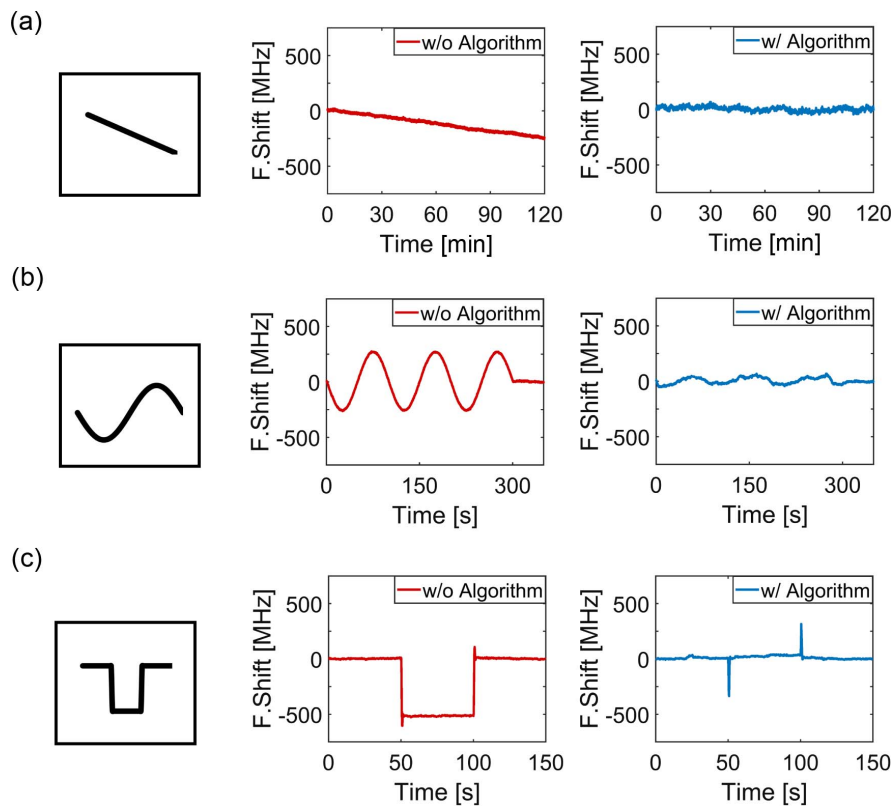 (a)
F.Shift [MHz]
500
0
-500
w/o Algorithm
0 30 60 90 120
Time [min]
F.Shift [MHz]
500
0
-500
w/ Algorithm
0 30 60 90 120
Time [min]
(b)
F.Shift [MHz]
500
0
-500
w/o Algorithm
0 150 300
Time [s]
F.Shift [MHz]
500
0
-500
w/ Algorithm
0 150 300
Time [s]
(c)
F.Shift [MHz]
500
0
-500
w/o Algorithm
0 50 100 150
Time [s]
F.Shift [MHz]
500
0
-500
w/ Algorithm
0 50 100 150
Time [s]